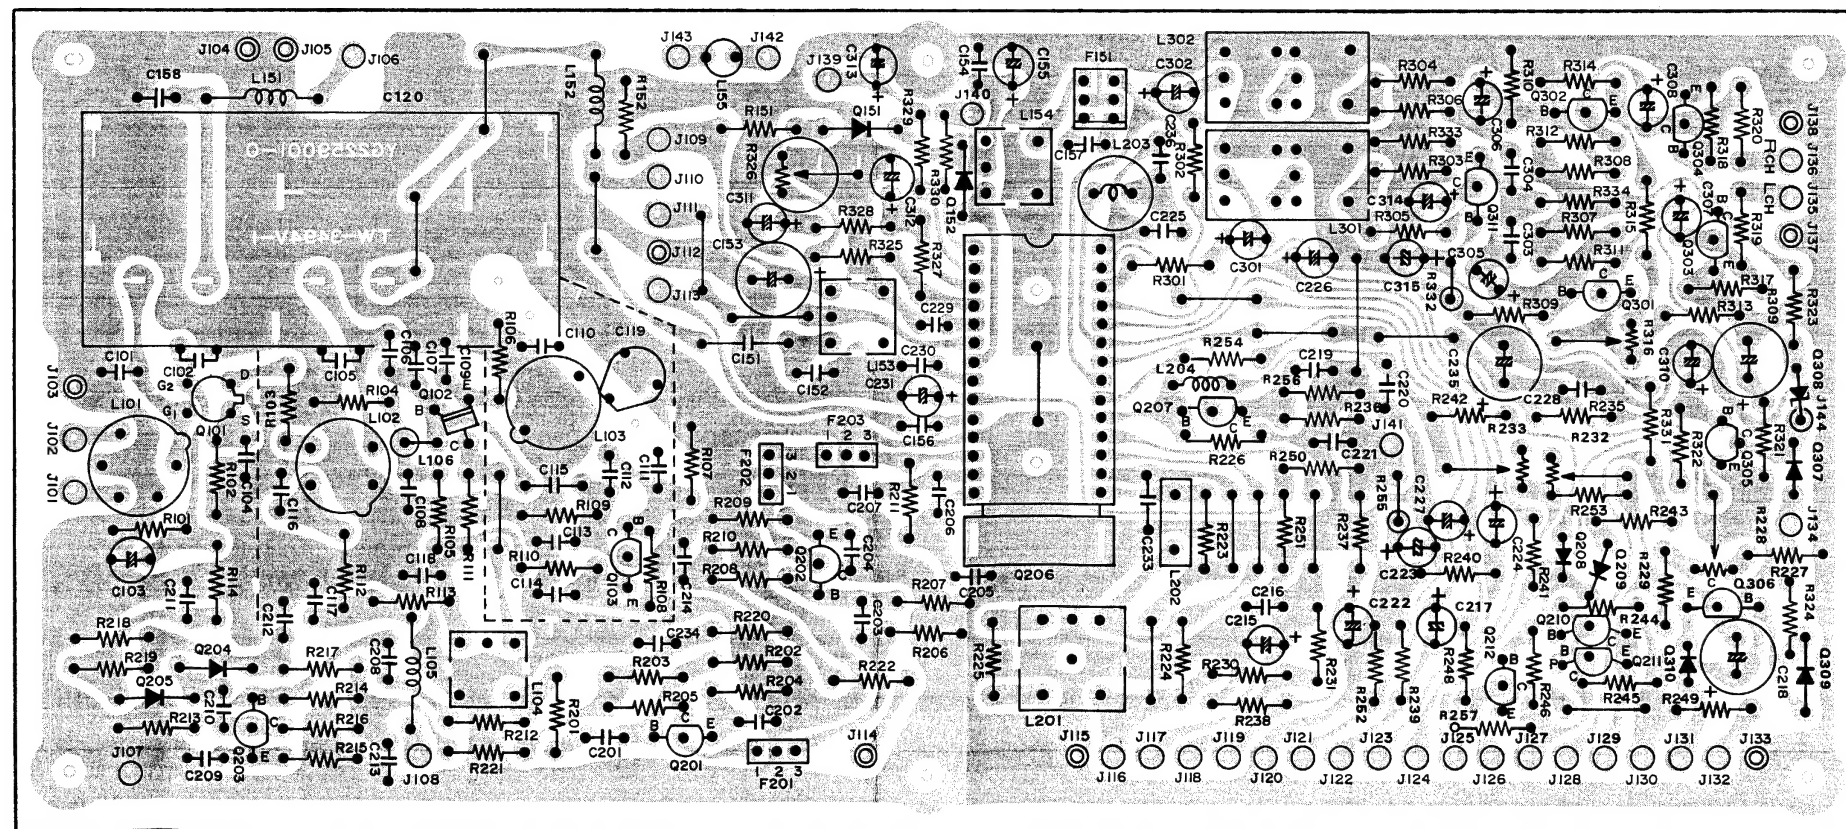 J104 J105 J106 J143 J142 J139 C313 C154 C155 F151 L302 C302
C158 L151 C120 L152 R152 L155 R151 Q151 R329 J140 L154
R304 R306 R333 R303 C306 R310 R314 Q302 B C E R312 C308 E C B R318 R320 J138
J109 R326 C157 L203 C236 R302 E C B Q311 C304 R308 Q304 J136 RCH
J110 C311 C312 R330 Q152 C314 R334 C307 B LCH J135
J111 R328 C225 R305 L301 R307 R315 C303 C E R319 J137
C153 R325 R327 C301 C226 C315 R332 C305 R311 Q303
J112 J113 R301 R309 B C E Q301 R317 R313 C309 R323
R106 C110 C119 C229 L153 C151 C152 C230 C231 C156
C101 C102 G2 D G1 S Q101 C105 C106 C107 C109 Q102 B C
J103 L101 R103 R104 L102 L106 L103 F203 1 2 3
R254 L204 C219 R256 R236 C220 C235 R242 R233 C228 R235 R316 C310 Q308 J144
J102 Q207 B C E R226 R250 C221 J141 R232 R331 R322 B C E Q305 R321 Q307
J101 R102 C104 C116 C108 R105 R111 C115 C112 C111 R107 F202 3 2 1 C207 R211 C206
R101 C103 R109 C113 R110 C114 R209 R210 R208 Q202 E C B C204
C233 L202 R223 R251 R237 R255 C227 C223 C224 R240 R253 R243 R228 J134
R114 C211 C212 C117 R112 C118 R113 Q103 B C E R108 C214 R207 C205 Q206
R241 Q208 Q209 R229 R227 Q306 C B E R324
R218 R219 Q204 R217 C208 L105 C234 R220 R203 R202 R204 R205 C203 R206 R222
R225 L201 R224 C216 C215 R230 R238 R231 C222 R252 R239 C217 R248 Q212 B C E R246
Q210 B C E R244 Q211 R245 Q310 R249 C218 Q309
Q205 C210 R213 C209 Q203 B C E R214 R216 R215 C213 L104 R212 R221 R201 C201 Q201 B C E C202 F201 1 2 3
R257
J107 J108 J114 J115 J116 J117 J118 J119 J120 J121 J122 J123 J124 J125 J126 J127 J128 J129 J130 J131 J132 J133